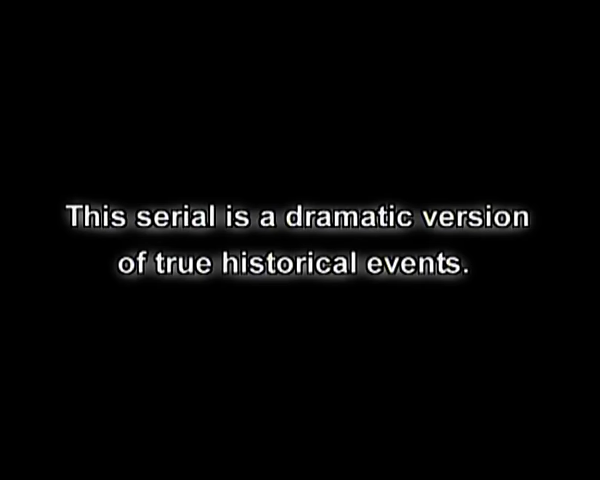 This serial is a dramatic version
of true historical events.